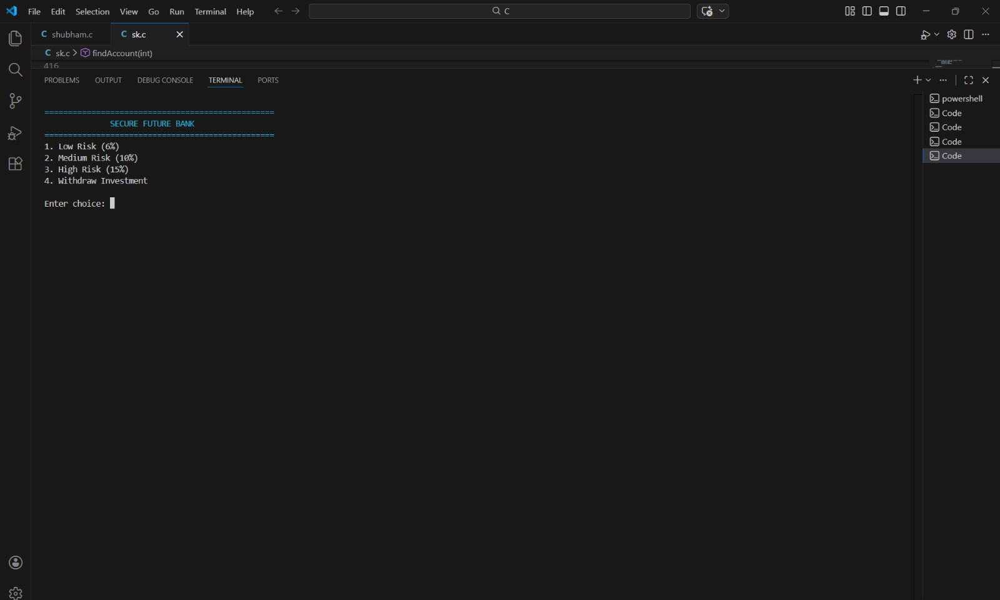 File Edit Selection View Go Run Terminal Help C
C shubham.c C sk.c
C sk.c > findAccount(int)
416
PROBLEMS OUTPUT DEBUG CONSOLE TERMINAL PORTS
=================================================
SECURE FUTURE BANK
=================================================
1. Low Risk (6%)
2. Medium Risk (10%)
3. High Risk (15%)
4. Withdraw Investment
Enter choice:
powershell
Code
Code
Code
Code